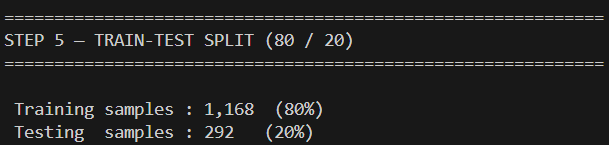 ============================================================
STEP 5 — TRAIN-TEST SPLIT (80 / 20)
============================================================
Training samples : 1,168  (80%)
Testing  samples : 292   (20%)